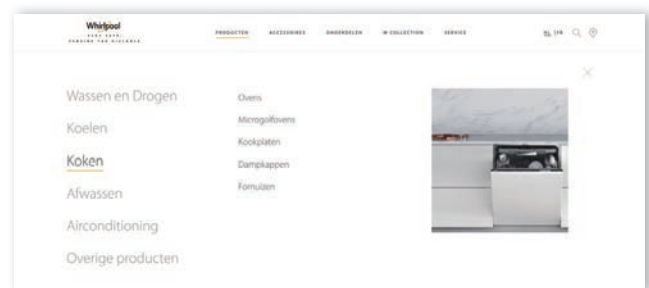 Whirlpool
PRODUCTEN ACCESSOIRES ONDERDELEN W COLLECTION SERVICE NL FR
Wassen en Drogen
Koelen
Koken
Afwassen
Airconditioning
Overige producten
Ovens
Microgolfovens
Kookplaten
Dampkappen
Fornuizen